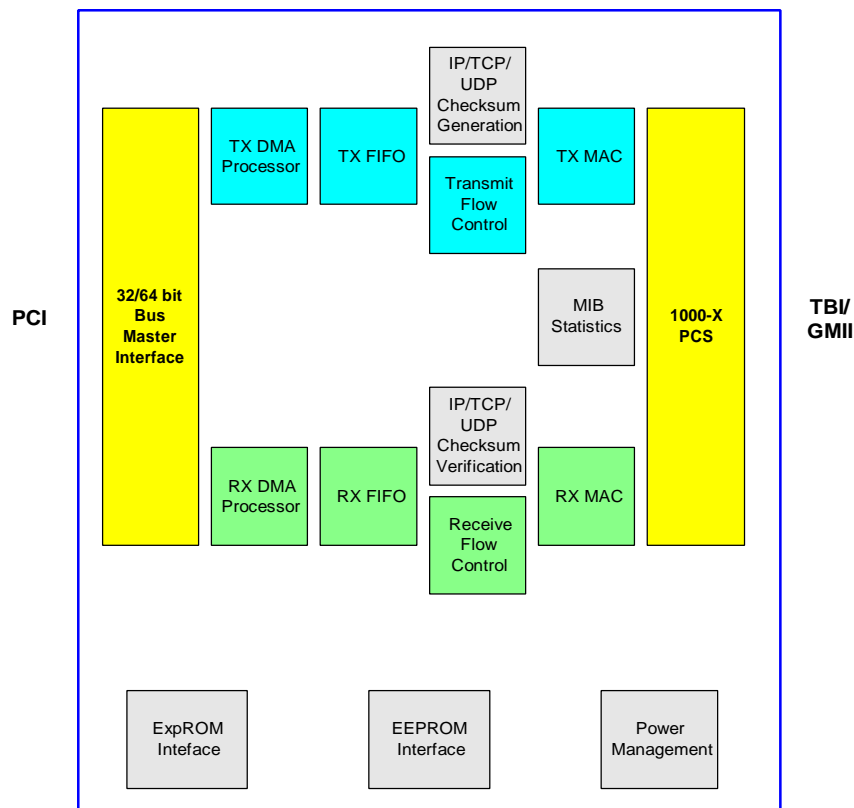 IP/TCP/
UDP
Checksum
Generation
TX DMA
Processor
TX FIFO
TX MAC
Transmit
Flow
Control
PCI
32/64 bit
Bus
Master
Interface
MIB
Statistics
1000-X
PCS
TBI/
GMII
IP/TCP/
UDP
Checksum
Verification
RX DMA
Processor
RX FIFO
RX MAC
Receive
Flow
Control
ExpROM
Inteface
EEPROM
Interface
Power
Management